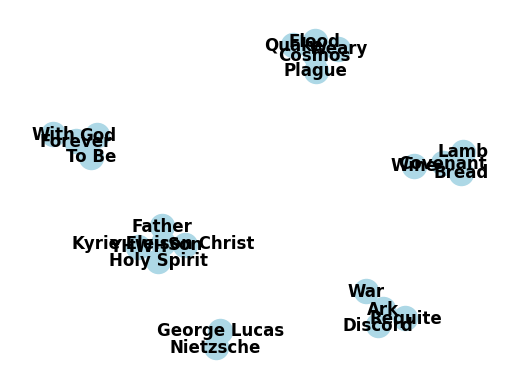 Flood
Quake
Cosmos
Plague
With
God
Forever
To Be
Lamb
Covenant
Wine
Bread
Father
Kyrie Eleison Christ
YHWH
Son
Holy Spirit
War
Ark
Requite
Discord
George Lucas
Nietzsche